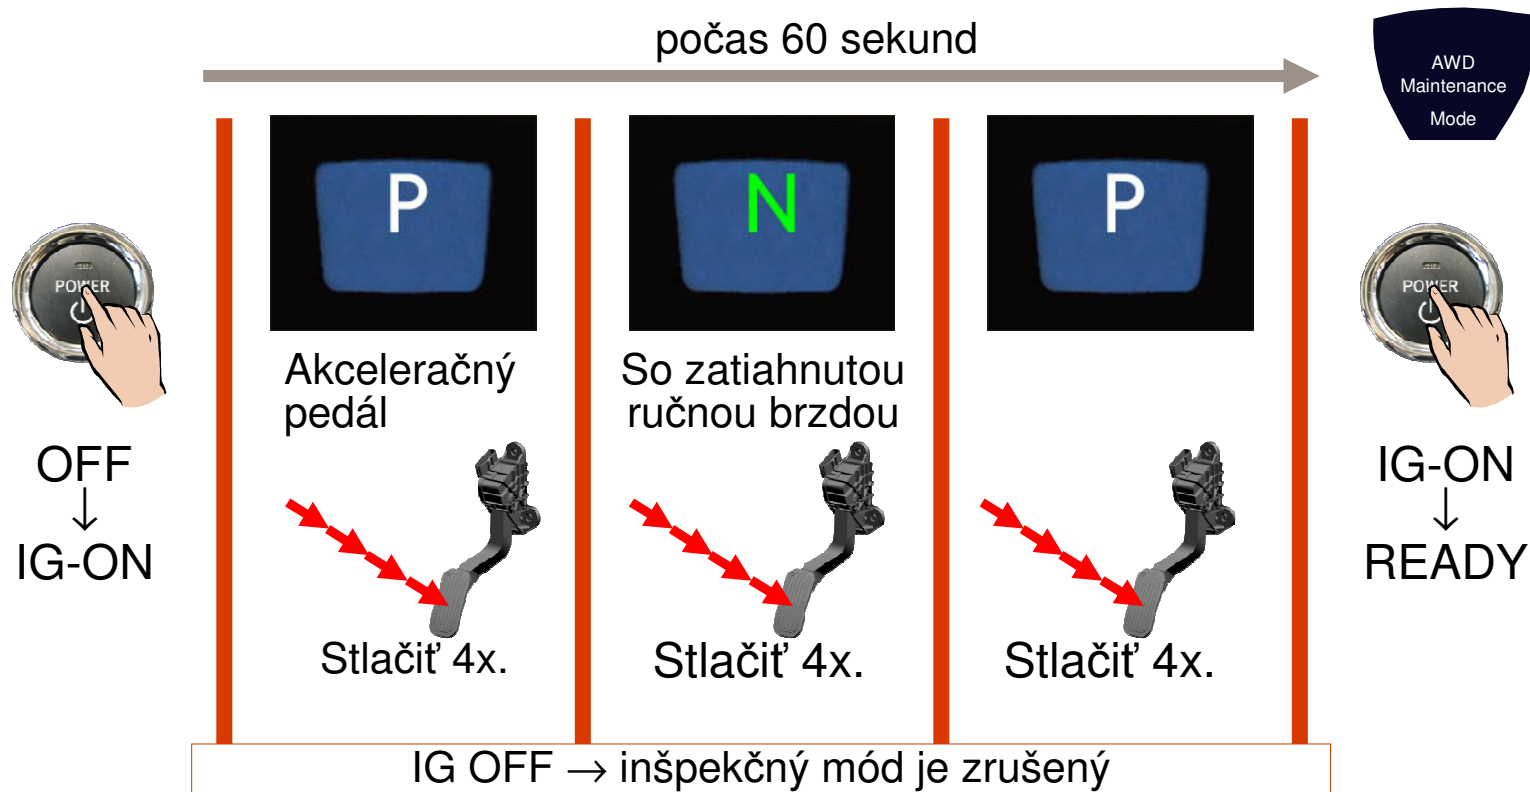 počas 60 sekund
AWD
Maintenance
Mode
P
N
P
POWER
POWER
Akceleračný
pedál
So zatiahnutou
ručnou brzdou
OFF
↓
IG-ON
IG-ON
↓
READY
Stlačiť 4x.
Stlačiť 4x.
Stlačiť 4x.
IG OFF → inšpekčný mód je zrušený